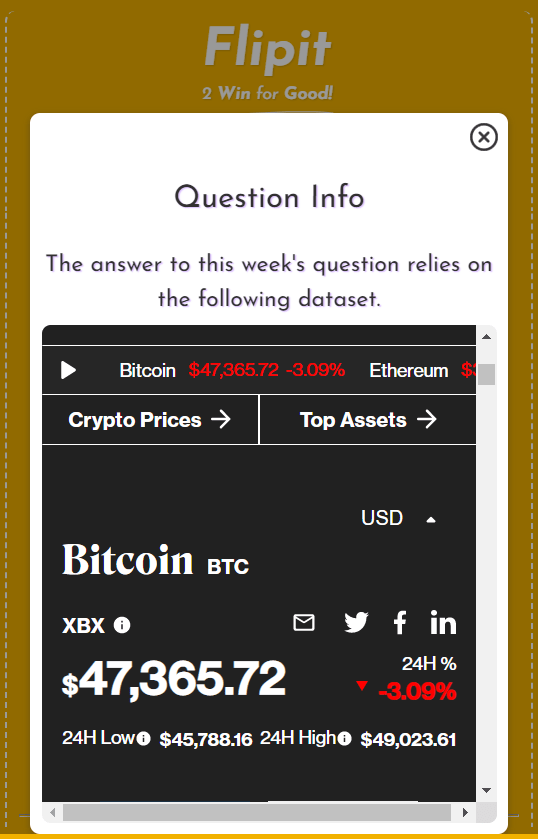 Flipit
2 Win for Good!
Question Info
The answer to this week's question relies on
the following dataset.
Bitcoin $47,365.72 -3.09% Ethereum
Crypto Prices → Top Assets →
USD
Bitcoin BTC
XBX
$47,365.72
24H %
-3.09%
24H Low $45,788.16 24H High $49,023.61